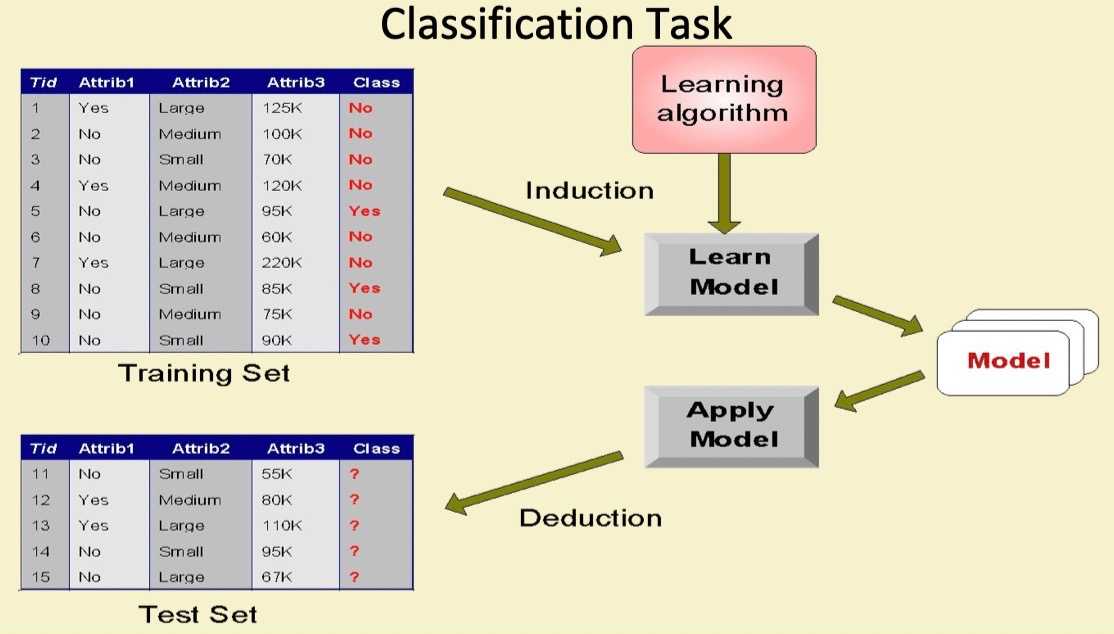 Classification Task
Tid Attrib1 Attrib2 Attrib3 Class
1 Yes Large 125K No
2 No Medium 100K No
3 No Small 70K No
4 Yes Medium 120K No
5 No Large 95K Yes
6 No Medium 60K No
7 Yes Large 220K No
8 No Small 85K Yes
9 No Medium 75K No
10 No Small 90K Yes
Training Set
Learning
algorithm
Induction
Learn
Model
Model
Apply
Model
Deduction
Tid Attrib1 Attrib2 Attrib3 Class
11 No Small 55K ?
12 Yes Medium 80K ?
13 Yes Large 110K ?
14 No Small 95K ?
15 No Large 67K ?
Test Set